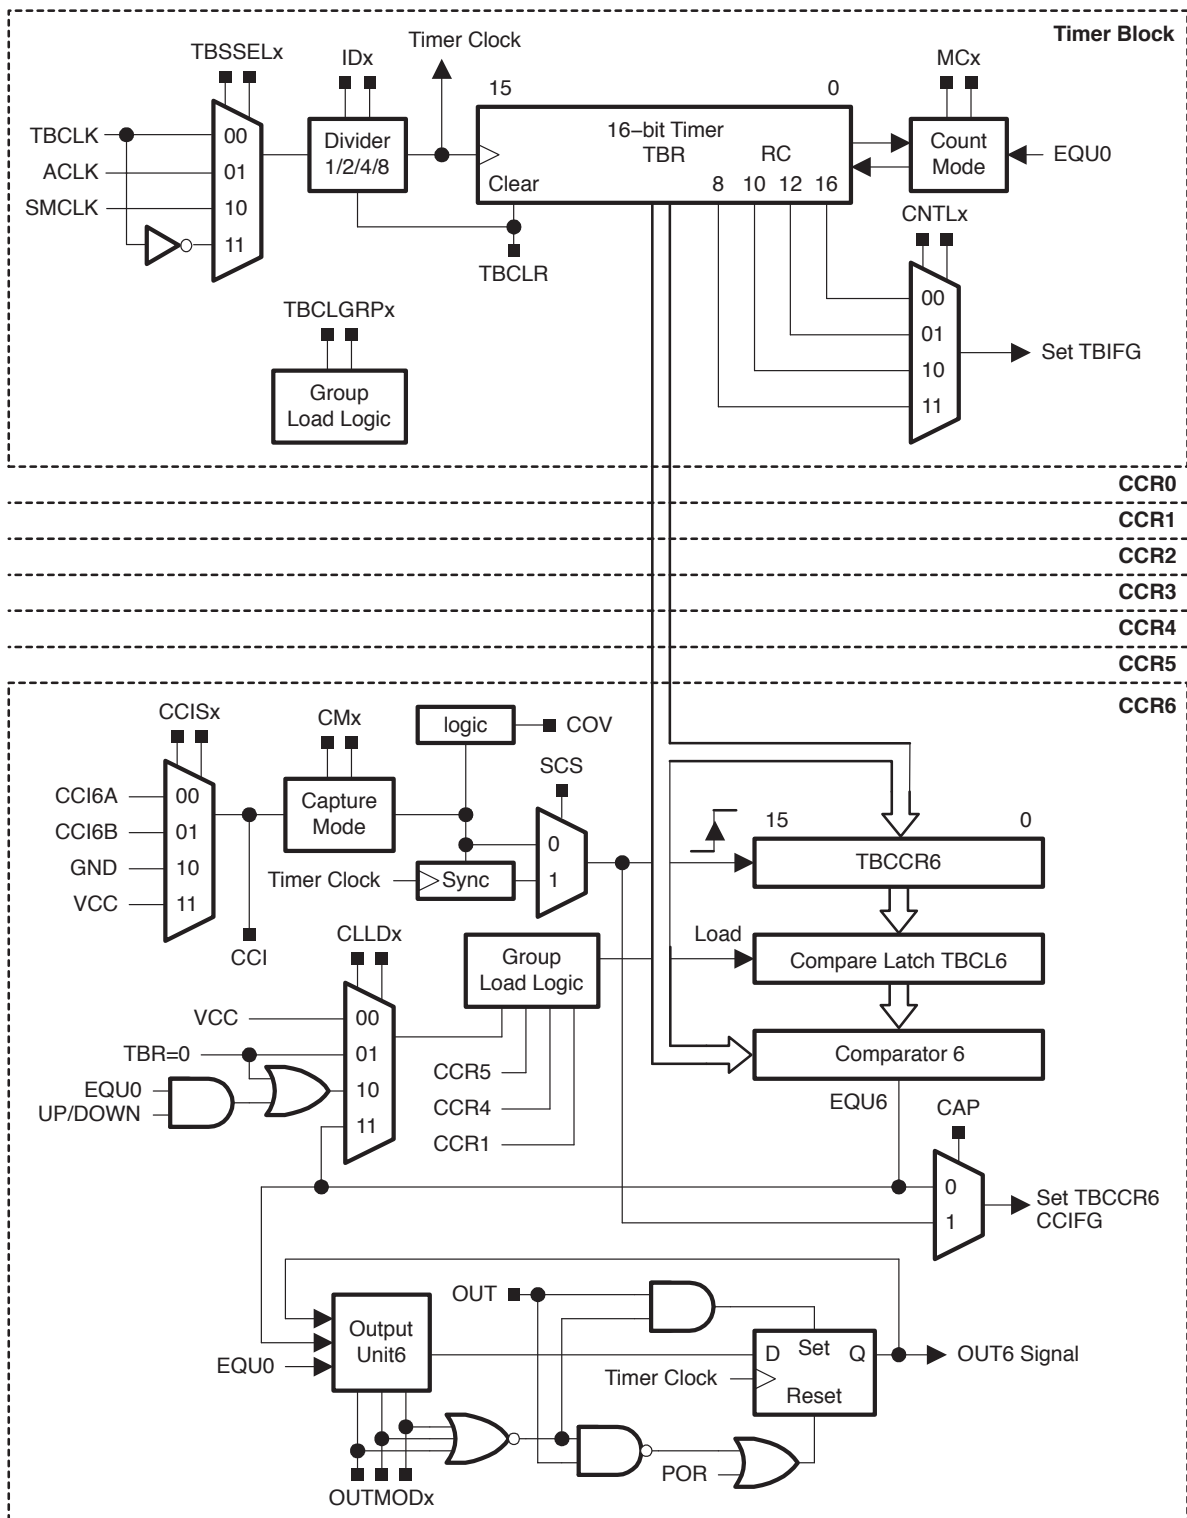 Timer Block
Timer Clock
TBSSELx
IDx
MCx
15
0
TBCLK
00
Divider
1/2/4/8
16−bit Timer
TBR
RC
Count
Mode
EQU0
ACLK
01
SMCLK
10
Clear
8
10
12
16
11
CNTLx
TBCLR
00
TBCLGRPx
01
Set TBIFG
10
Group
Load Logic
11
CCR0
CCR1
CCR2
CCR3
CCR4
CCR5
CCR6
CCISx
CMx
logic
COV
SCS
CCI6A
00
Capture
Mode
15
0
CCI6B
01
0
GND
10
TBCCR6
Timer Clock
Sync
1
VCC
11
CCI
CLLDx
Load
Group
Load Logic
Compare Latch TBCL6
VCC
00
TBR=0
01
Comparator 6
CCR5
EQU0
10
UP/DOWN
EQU6
CAP
CCR4
11
CCR1
0
Set TBCCR6
CCIFG
1
OUT
Output
Unit6
EQU0
D
Set
Q
OUT6 Signal
Timer Clock
Reset
POR
OUTMODx